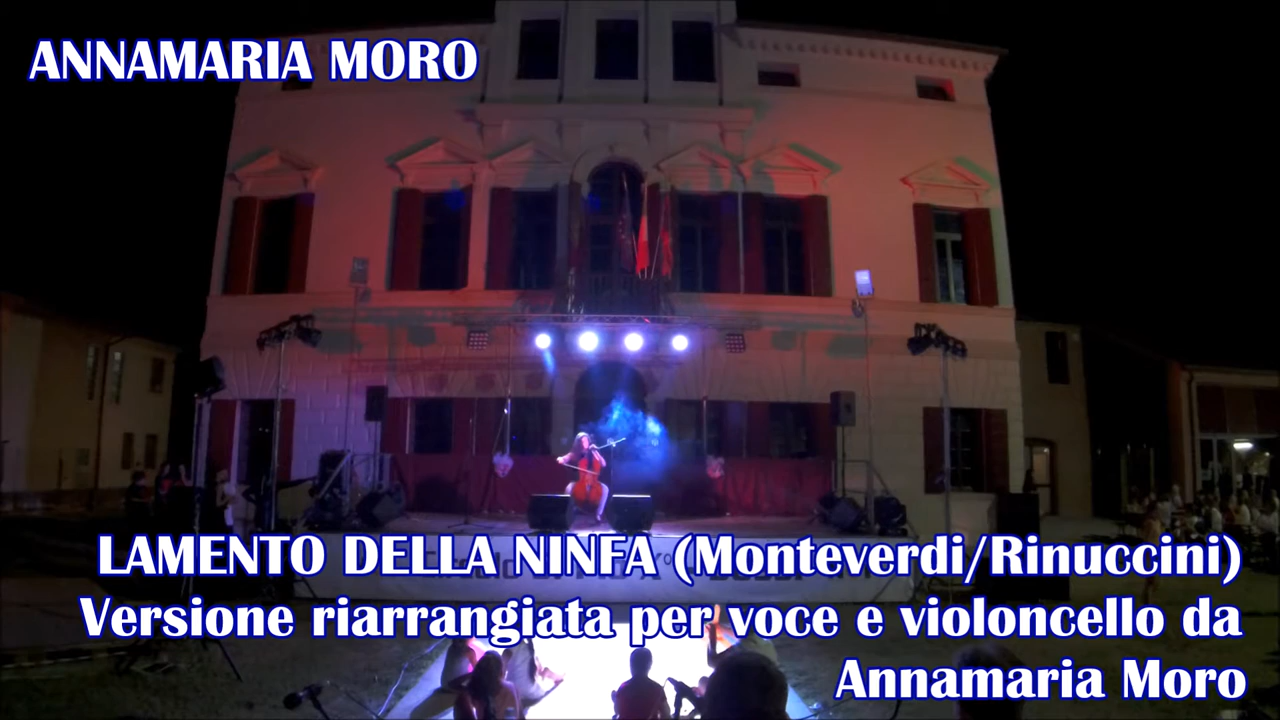 ANNAMARIA MORO
LAMENTO DELLA NINFA (Monteverdi/Rinuccini)
Versione riarrangiata per voce e violoncello da
Annamaria Moro